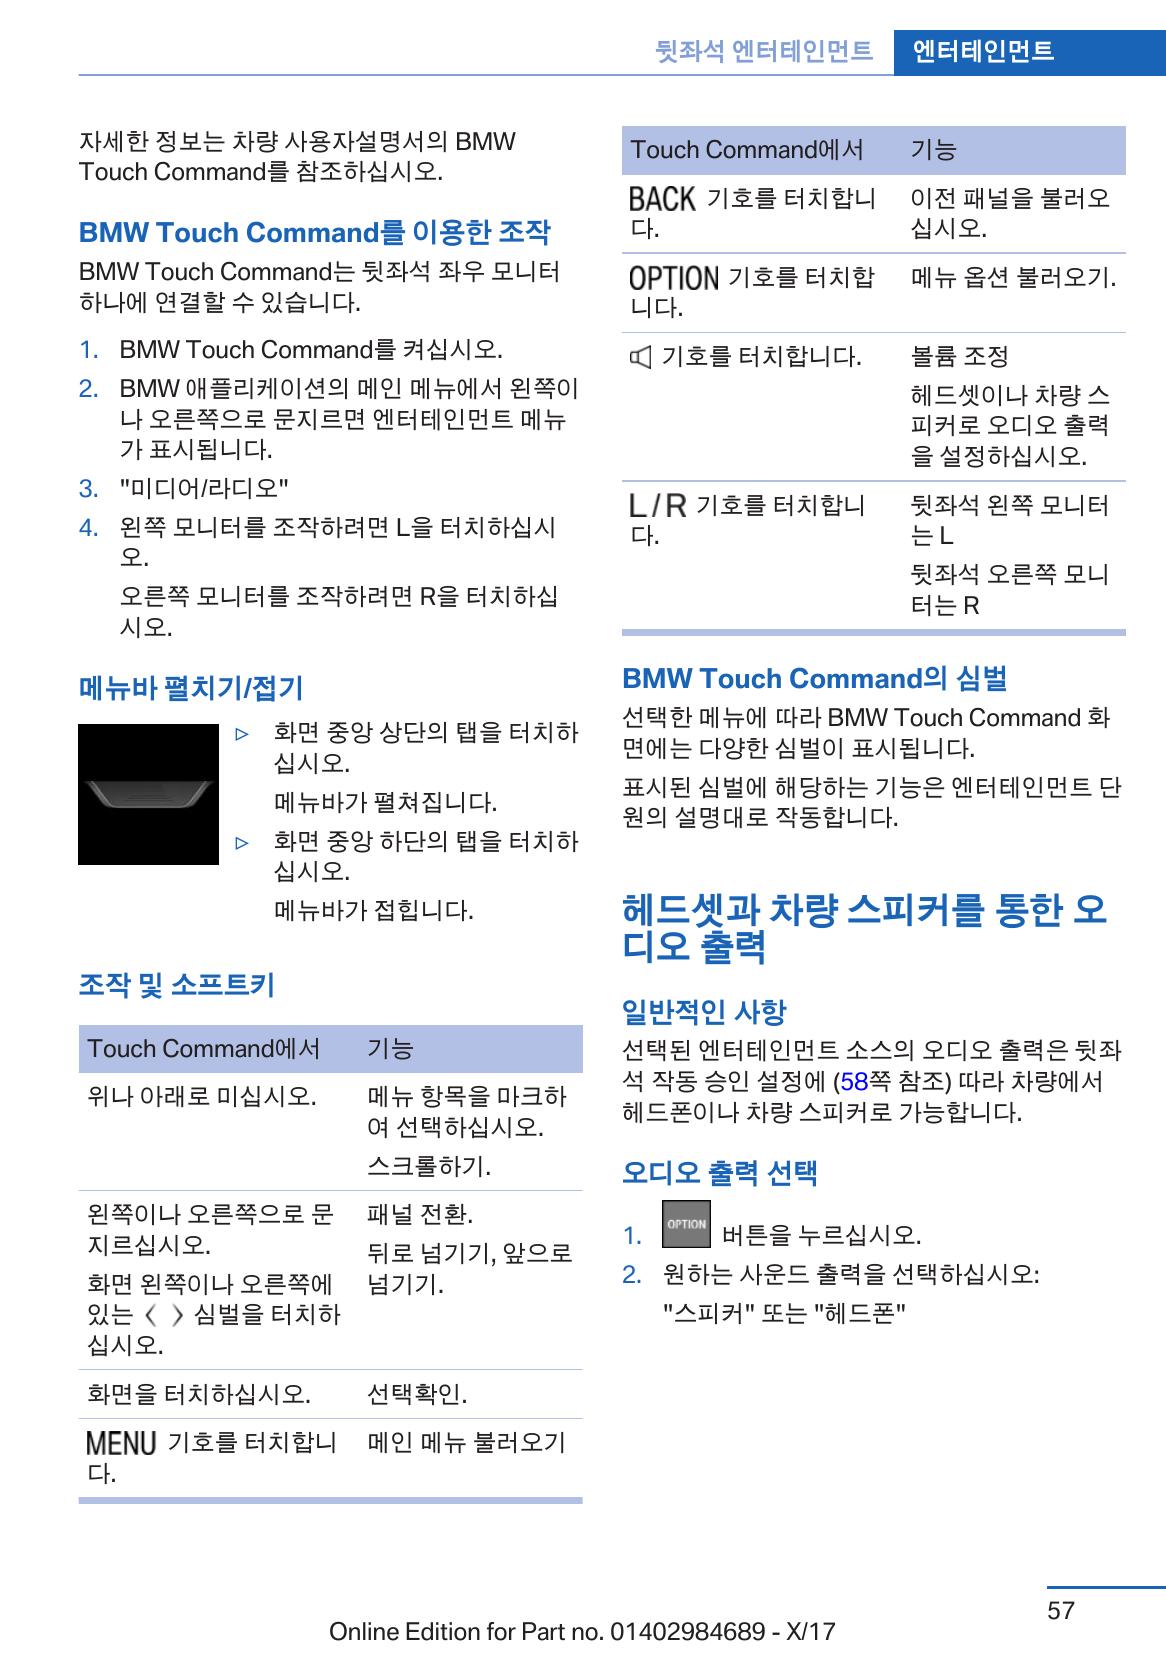 뒷좌석 엔터테인먼트 엔터테인먼트
자세한 정보는 차량 사용자설명서의 BMW
Touch Command를 참조하십시오.
BMW Touch Command를 이용한 조작
BMW Touch Command는 뒷좌석 좌우 모니터
하나에 연결할 수 있습니다.
1. BMW Touch Command를 켜십시오.
2. BMW 애플리케이션의 메인 메뉴에서 왼쪽이
나 오른쪽으로 문지르면 엔터테인먼트 메뉴
가 표시됩니다.
3. "미디어/라디오"
4. 왼쪽 모니터를 조작하려면 L을 터치하십시
오.
오른쪽 모니터를 조작하려면 R을 터치하십
시오.
메뉴바 펼치기/접기
▷ 화면 중앙 상단의 탭을 터치하
십시오.
메뉴바가 펼쳐집니다.
▷ 화면 중앙 하단의 탭을 터치하
십시오.
메뉴바가 접힙니다.
조작 및 소프트키
Touch Command에서 기능
위나 아래로 미십시오. 메뉴 항목을 마크하
여 선택하십시오.
스크롤하기.
왼쪽이나 오른쪽으로 문 패널 전환.
지르십시오. 뒤로 넘기기, 앞으로
화면 왼쪽이나 오른쪽에 넘기기.
있는 〈 〉 심벌을 터치하
십시오.
화면을 터치하십시오. 선택확인.
MENU 기호를 터치합니 메인 메뉴 불러오기
다.
Touch Command에서 기능
BACK 기호를 터치합니 이전 패널을 불러오
다. 십시오.
OPTION 기호를 터치합 메뉴 옵션 불러오기.
니다.
기호를 터치합니다. 볼륨 조정
헤드셋이나 차량 스
피커로 오디오 출력
을 설정하십시오.
L/R 기호를 터치합니 뒷좌석 왼쪽 모니터
다. 는 L
뒷좌석 오른쪽 모니
터는 R
BMW Touch Command의 심벌
선택한 메뉴에 따라 BMW Touch Command 화
면에는 다양한 심벌이 표시됩니다.
표시된 심벌에 해당하는 기능은 엔터테인먼트 단
원의 설명대로 작동합니다.
헤드셋과 차량 스피커를 통한 오
디오 출력
일반적인 사항
선택된 엔터테인먼트 소스의 오디오 출력은 뒷좌
석 작동 승인 설정에 (58쪽 참조) 따라 차량에서
헤드폰이나 차량 스피커로 가능합니다.
오디오 출력 선택
1. OPTION 버튼을 누르십시오.
2. 원하는 사운드 출력을 선택하십시오:
"스피커" 또는 "헤드폰"
57
Online Edition for Part no. 01402984689 - X/17